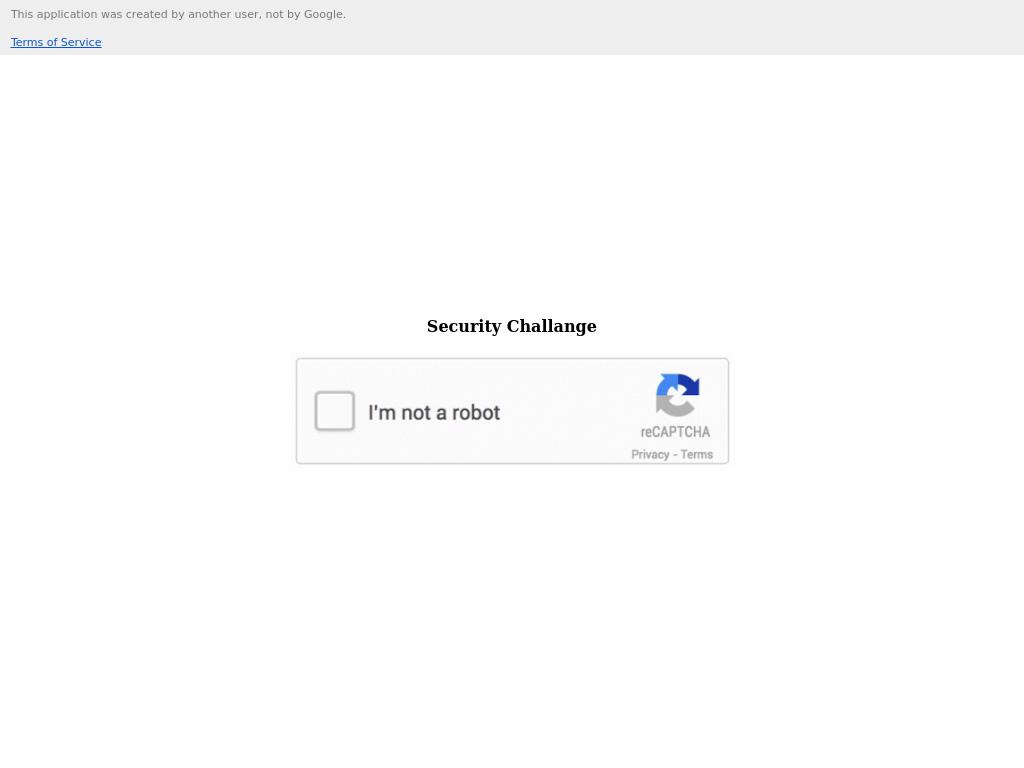 This application was created by another user, not by Google.
Terms of Service
Security Challange
I'm not a robot
reCAPTCHA
Privacy - Terms